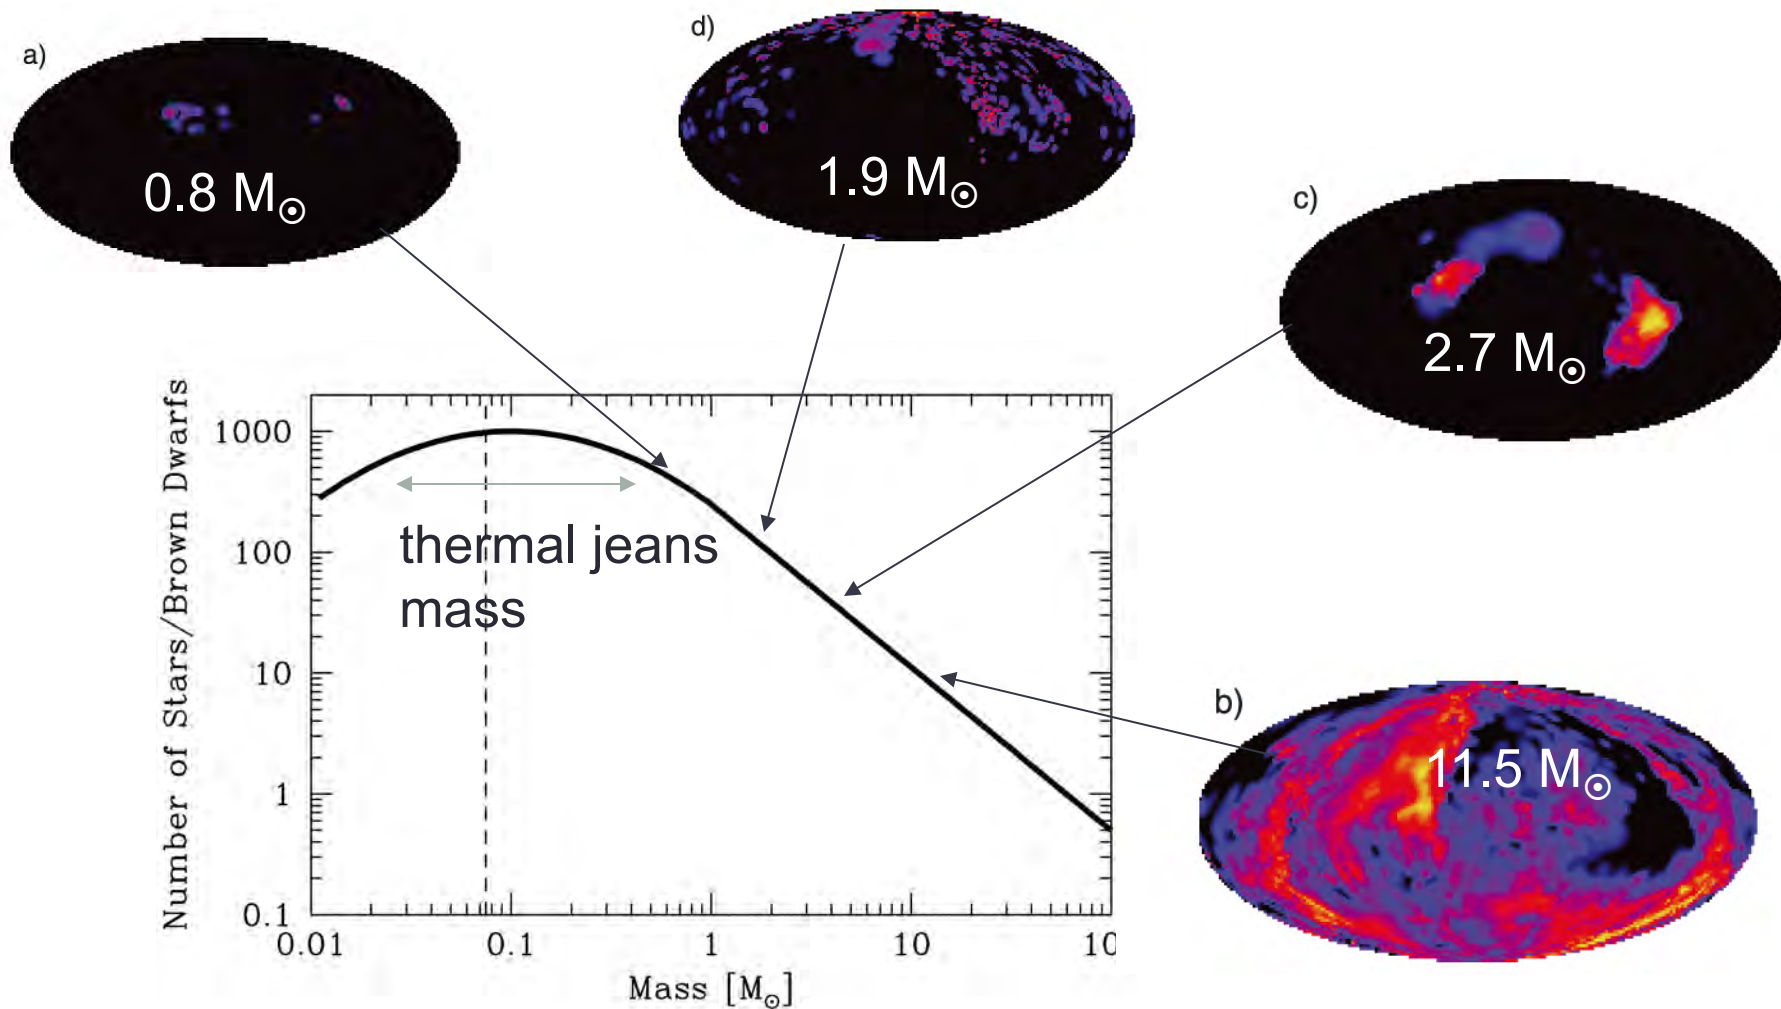 a)
0.8 M☉
d)
1.9 M☉
c)
2.7 M☉
b)
11.5 M☉
thermal jeans
mass
Number of Stars/Brown Dwarfs
1000
100
10
1
0.1
0.01
0.1
1
10
10
Mass [M☉]